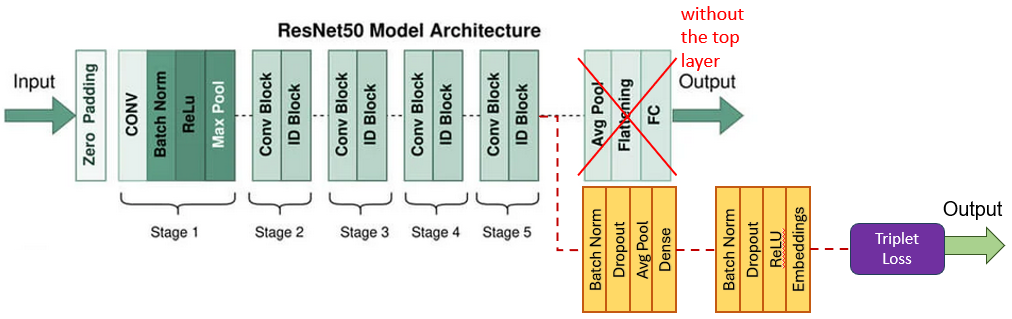 ResNet50 Model Architecture
without
the top
layer
Input
Zero Padding
CONV
Batch Norm
ReLu
Max Pool
Conv Block
ID Block
Conv Block
ID Block
Conv Block
ID Block
Conv Block
ID Block
Avg Pool
Flattening
FC
Output
Stage 1
Stage 2
Stage 3
Stage 4
Stage 5
Batch Norm
Dropout
Avg Pool
Dense
Batch Norm
Dropout
ReLU
Embeddings
Triplet
Loss
Output